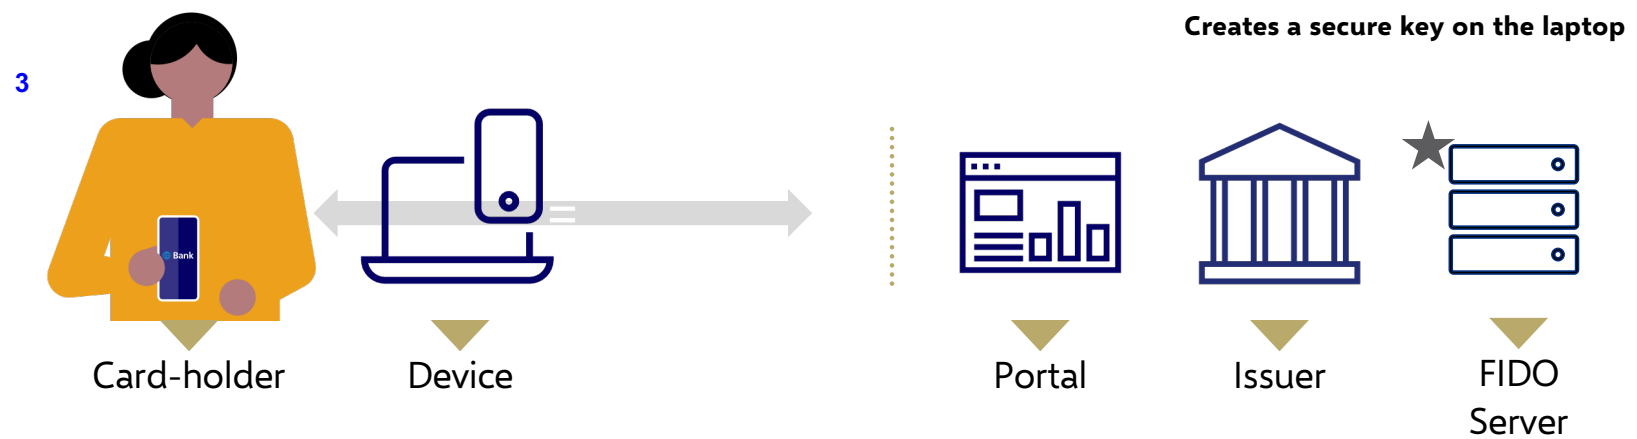 Creates a secure key on the laptop
3
Bank
Card-holder
Device
Portal
Issuer
FIDO
Server